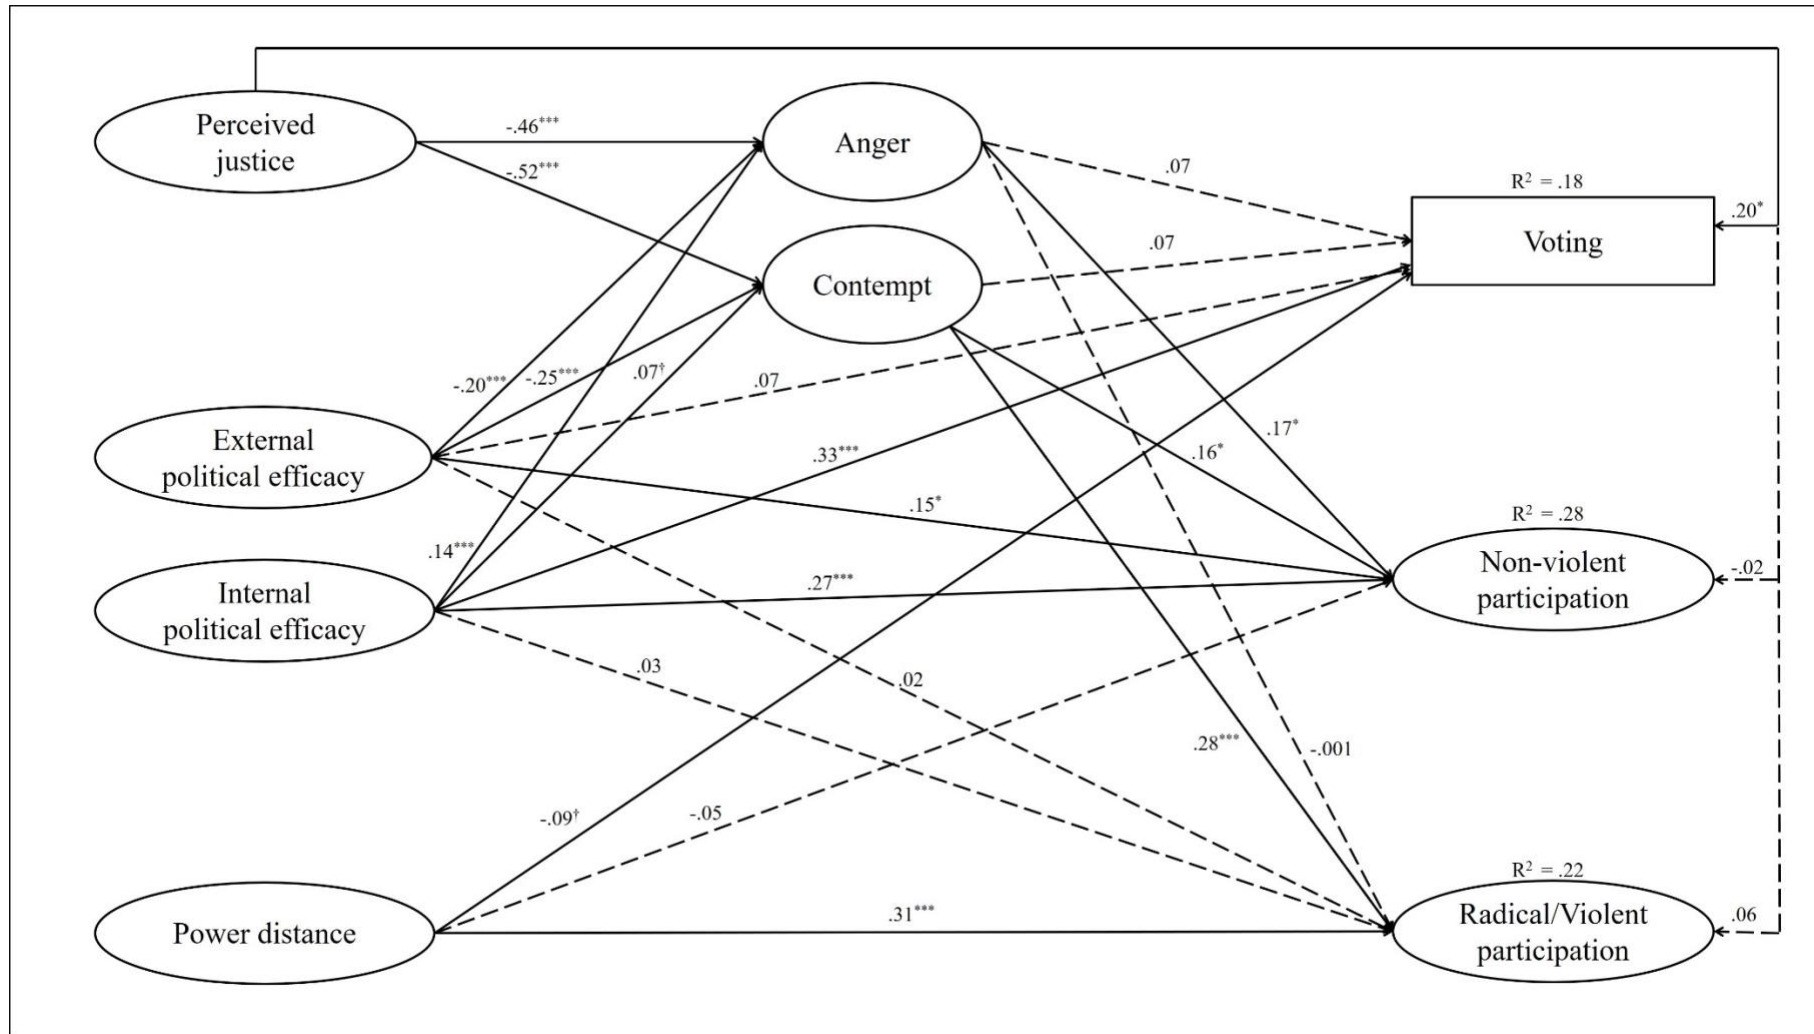 Perceived
justice
-.46***
-.52***
Anger
.07
R² = .18
.20*
Voting
Contempt
.07
-.20***
-.25***
.07†
.07
External
political efficacy
.33***
.17*
.16*
.15*
R² = .28
Non-violent
participation
-.02
.14***
.27***
Internal
political efficacy
.03
.02
.28***
-.001
-.09†
-.05
R² = .22
Power distance
.31***
Radical/Violent
participation
.06